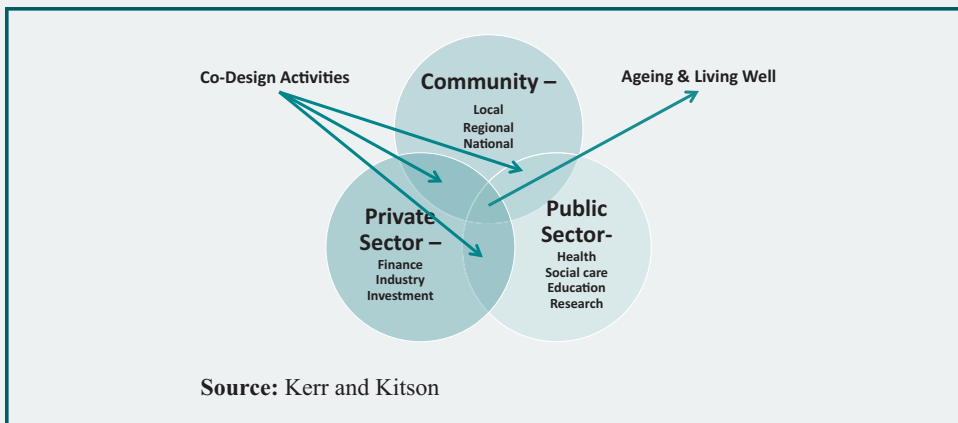 Co-Design Activities
Community –
Local
Regional
National
Ageing & Living Well
Private
Sector –
Finance
Industry
Investment
Public
Sector-
Health
Social care
Education
Research
Source: Kerr and Kitson